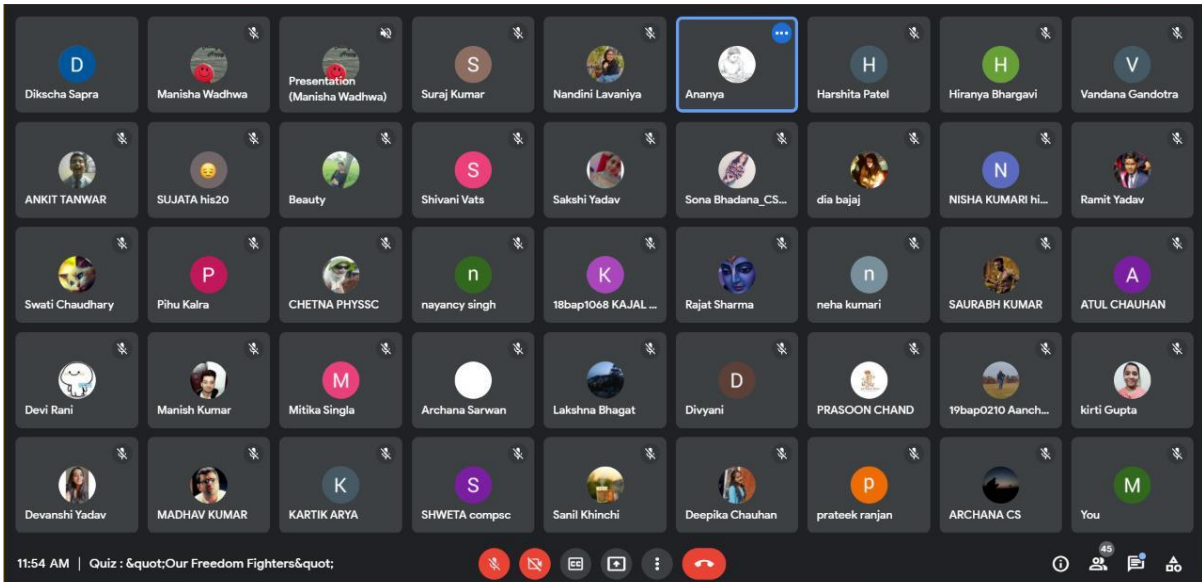 D
Dikscha Sapra
Manisha Wadhwa
Presentation
(Manisha Wadhwa)
S
Suraj Kumar
Nandini Lavaniya
Ananya
H
Harshita Patel
H
Hiranya Bhargavi
V
Vandana Gandotra
ANKIT TANWAR
SUJATA his20
Beauty
S
Shivani Vats
Sakshi Yadav
Sona Bhadana_CS...
dia bajaj
N
NISHA KUMARI hi...
Ramit Yadav
Swati Chaudhary
P
Pihu Kalra
CHETNA PHYSSC
n
nayancy singh
K
18bap1068 KAJAL ...
Rajat Sharma
n
neha kumari
SAURABH KUMAR
A
ATUL CHAUHAN
Devi Rani
Manish Kumar
M
Mitika Singla
Archana Sarwan
Lakshna Bhagat
D
Divyani
PRASOON CHAND
19bap0210 Aanch...
kirti Gupta
Devanshi Yadav
MADHAV KUMAR
K
KARTIK ARYA
S
SHWETA compsc
Sanil Khinchi
Deepika Chauhan
p
prateek ranjan
ARCHANA CS
M
You
11:54 AM | Quiz : &quot;Our Freedom Fighters&quot;
CC
45